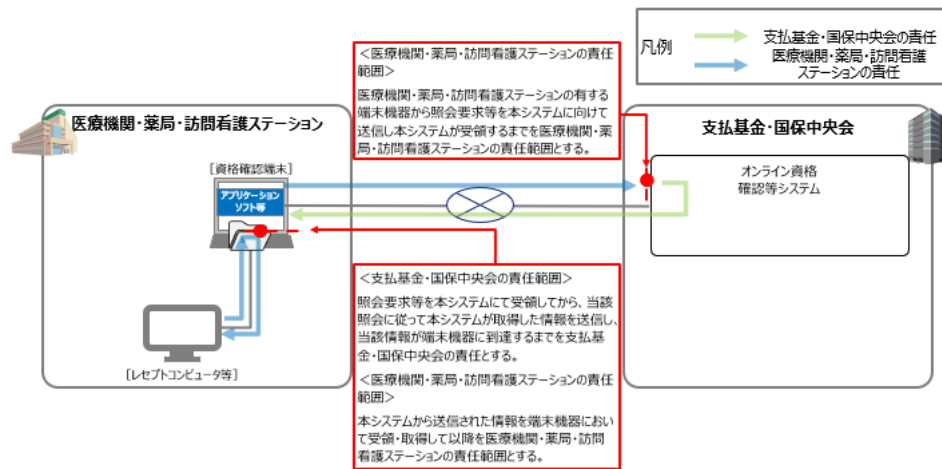 凡例
支払基金・国保中央会の責任
医療機関・薬局・訪問看護
ステーションの責任
＜医療機関・薬局・訪問看護ステーションの責任
範囲＞
医療機関・薬局・訪問看護ステーションの有する
端末機器から照会要求等を本システムに向けて
送信し本システムが受領するまでを医療機関・薬
局・訪問看護ステーションの責任範囲とする。
医療機関・薬局・訪問看護ステーション
支払基金・国保中央会
[資格確認端末]
アプリケーション
ソフト等
オンライン資格
確認等システム
[レセプトコンピュータ等]
＜支払基金・国保中央会の責任範囲＞
照会要求等を本システムにて受領してから、当該
照会に従って本システムが取得した情報を送信し、
当該情報が端末機器に到達するまでを支払基
金・国保中央会の責任とする。
＜医療機関・薬局・訪問看護ステーションの責任
範囲＞
本システムから送信された情報を端末機器におい
て受領・取得して以降を医療機関・薬局・訪問
看護ステーションの責任範囲とする。